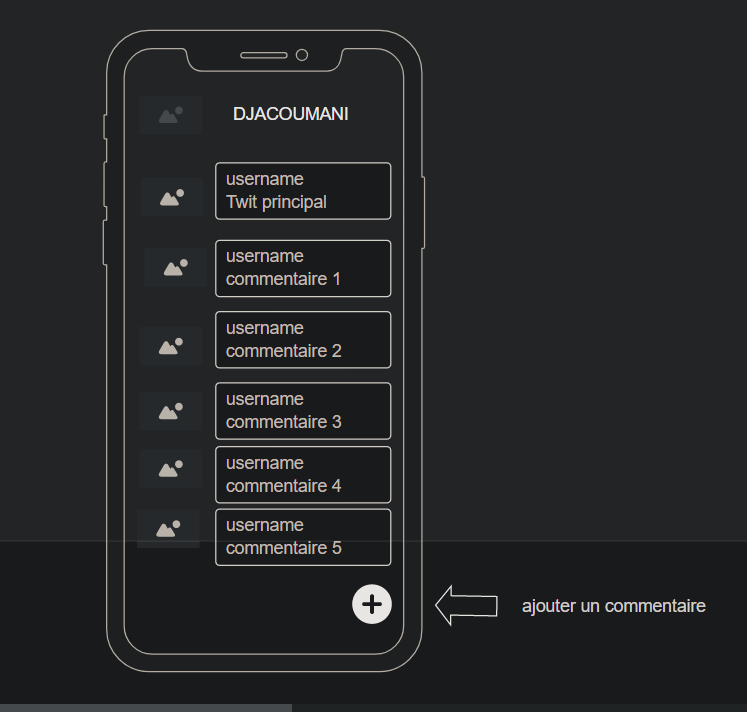 DJACOUMANI
username
Twit principal
username
commentaire 1
username
commentaire 2
username
commentaire 3
username
commentaire 4
username
commentaire 5
ajouter un commentaire